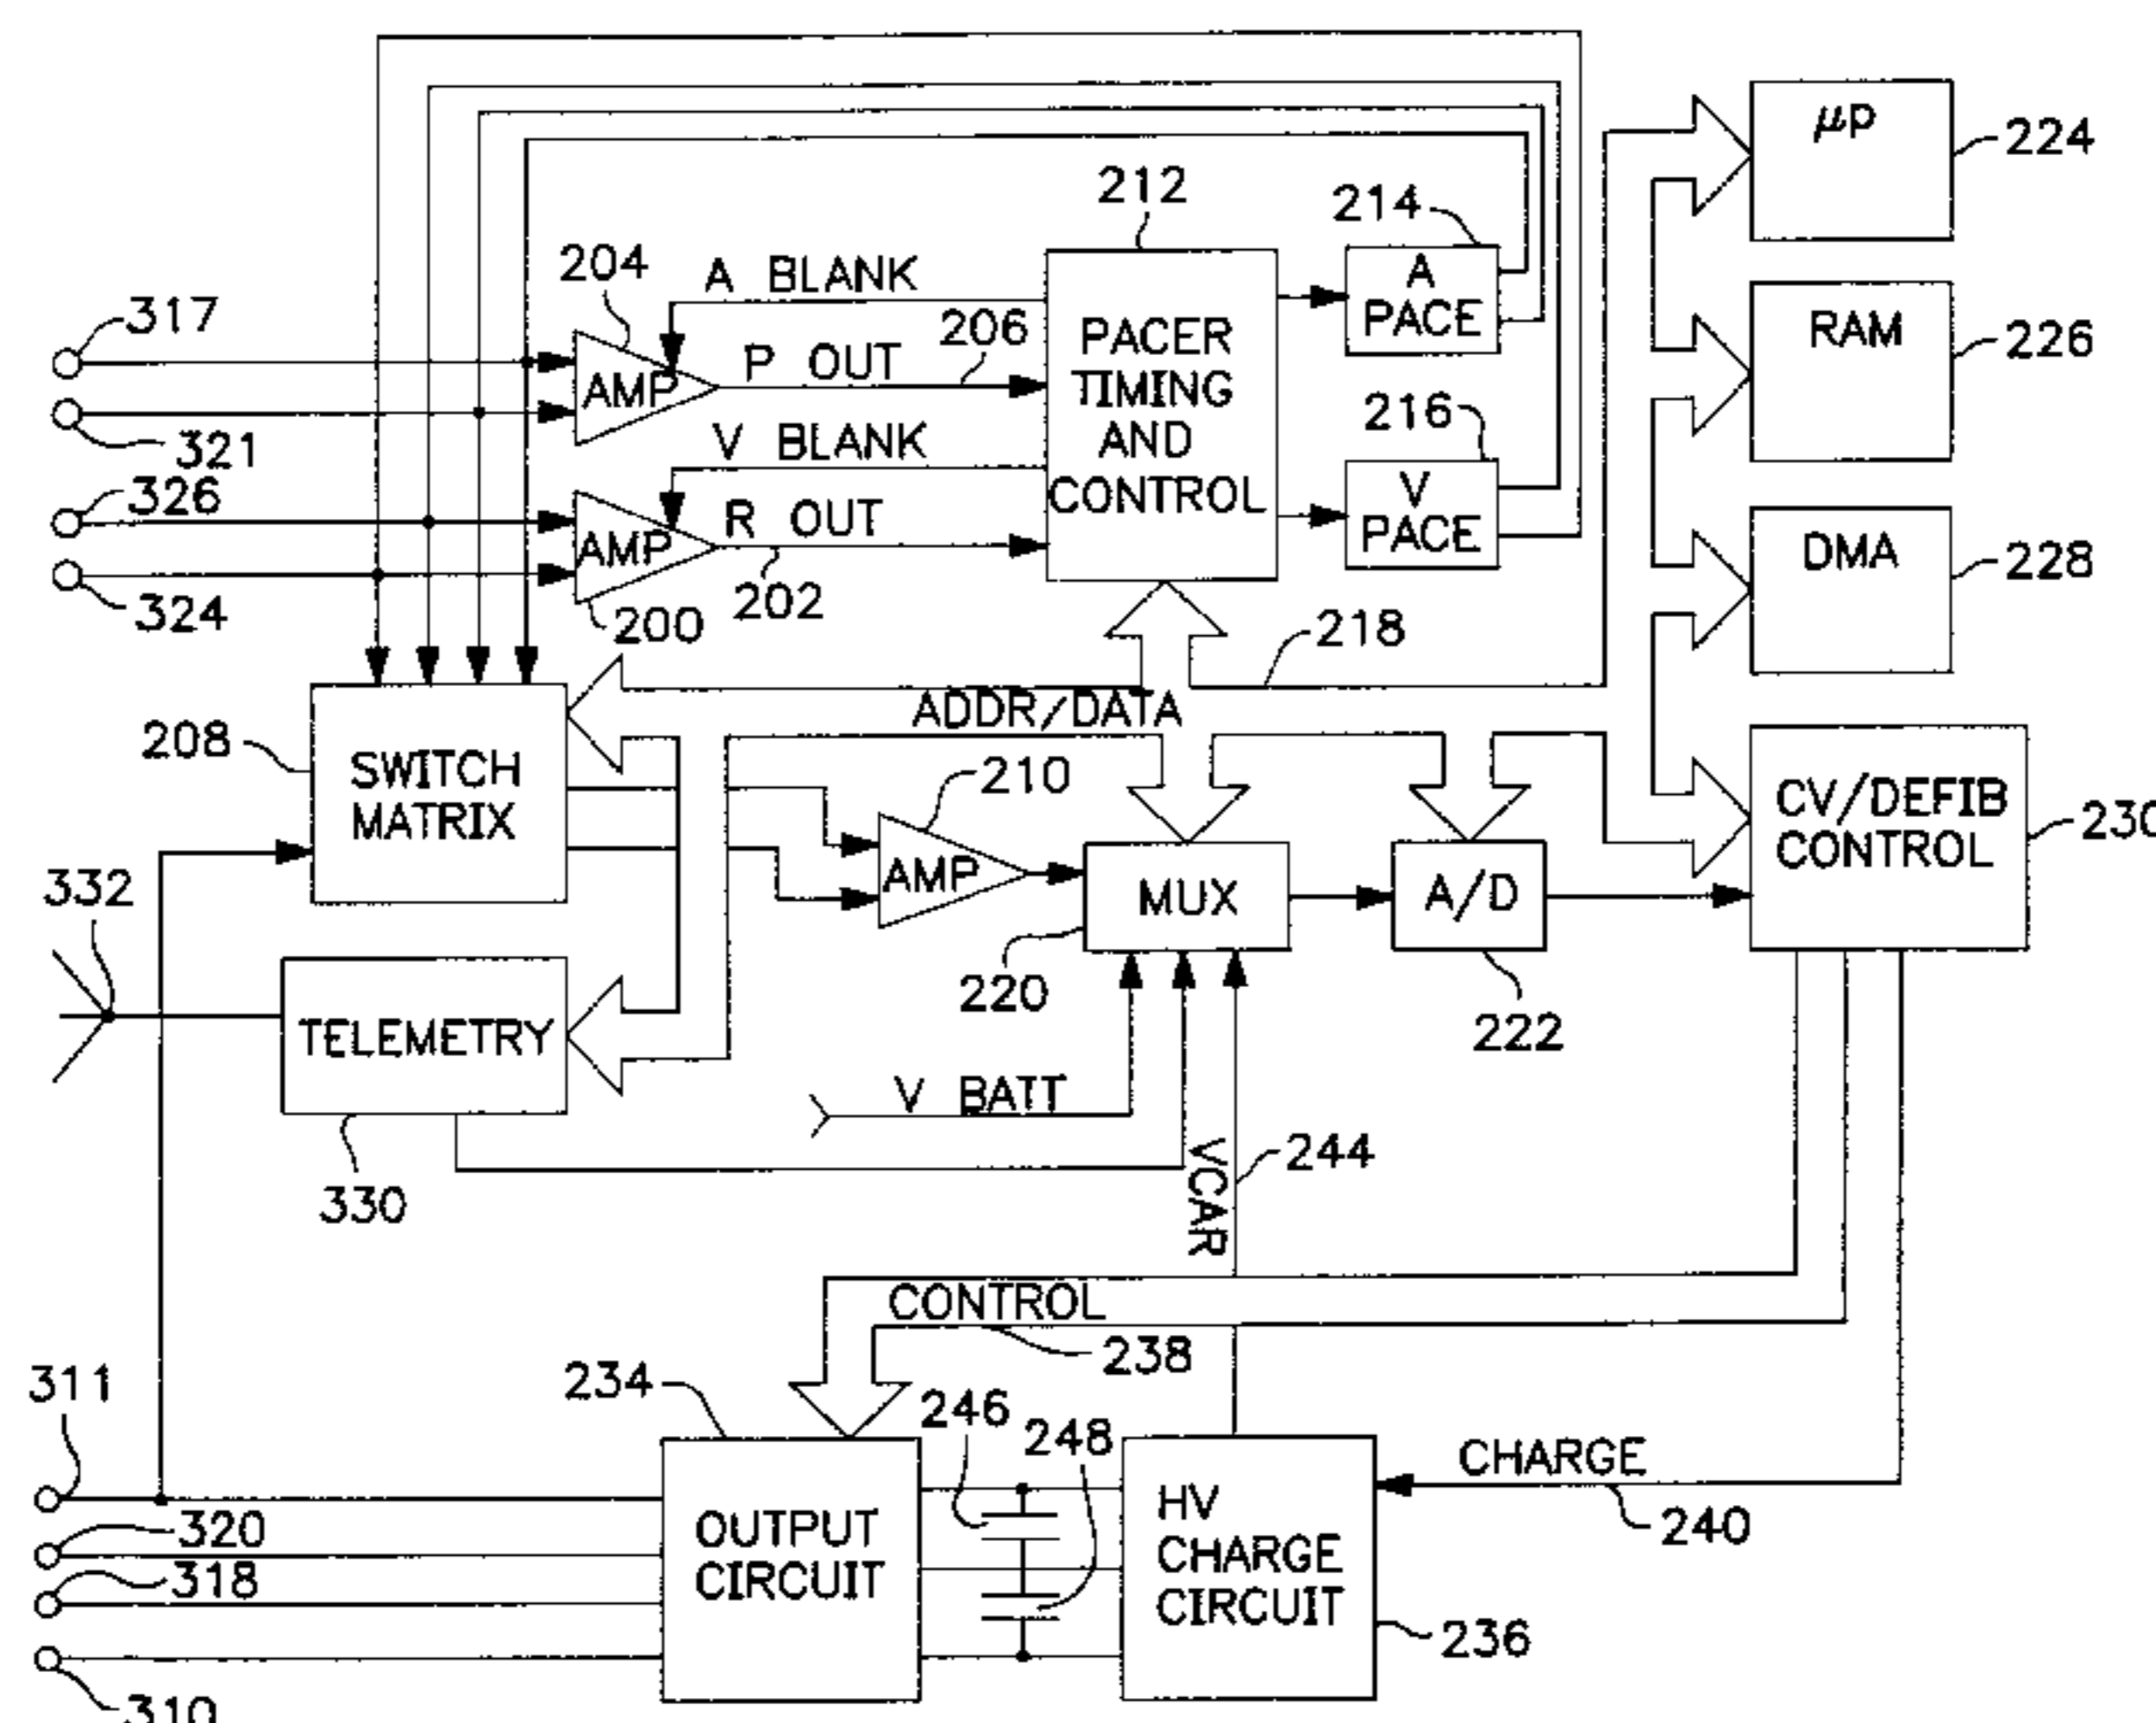 212
214
μp
224
204
A BLANK
A
PACE
317
206
PACER
TIMING
AND
CONTROL
RAM
226
AMP
P OUT
321
V BLANK
216
326
V
PACE
R OUT
AMP
DMA
228
324
200
202
218
ADDR/DATA
208
SWITCH
MATRIX
210
CV/DEFIB
CONTROL
230
AMP
MUX
A/D
332
220
222
TELEMETRY
V BATT
244
330
VCAR
CONTROL
238
311
234
246
248
CHARGE
240
320
OUTPUT
CIRCUIT
HV
CHARGE
CIRCUIT
318
236
310